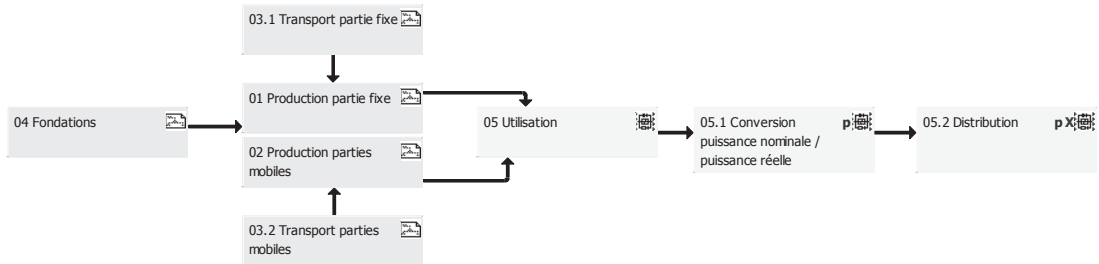 03.1 Transport partie fixe
01 Production partie fixe
04 Fondations
02 Production parties
mobiles
03.2 Transport parties
mobiles
05 Utilisation
05.1 Conversion
puissance nominale /
puissance réelle
p
05.2 Distribution
p X